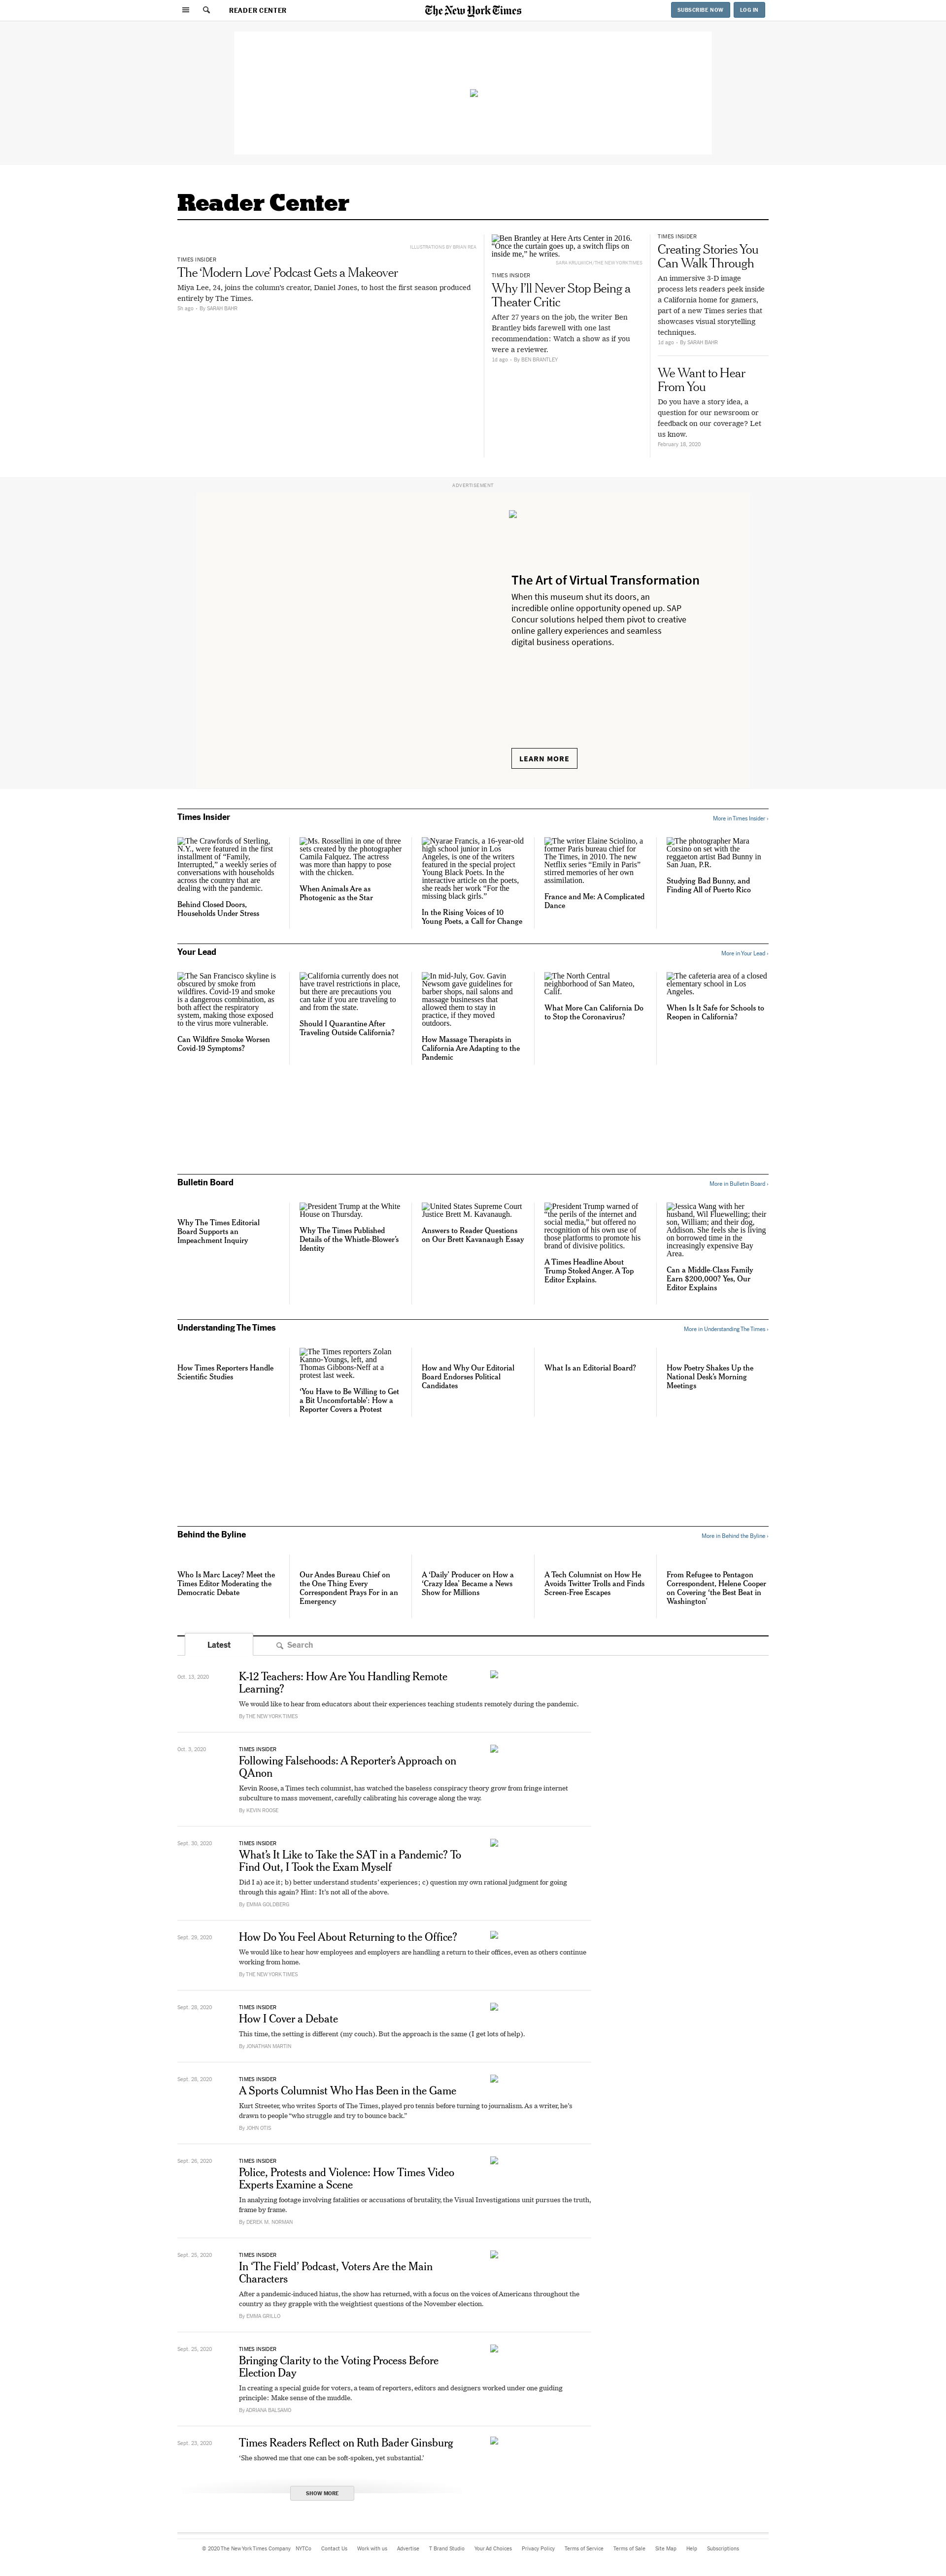 READER CENTER
The New York Times
SUBSCRIBE NOW
LOG IN
Reader Center
ILLUSTRATIONS BY BRIAN REA
TIMES INSIDER
The ‘Modern Love’ Podcast Gets a Makeover
Miya Lee, 24, joins the column’s creator, Daniel Jones, to host the first season produced
entirely by The Times.
5h ago - By SARAH BAHR
Ben Brantley at Here Arts Center in 2016.
“Once the curtain goes up, a switch flips on
inside me,” he writes.
SARA KRULWICH/THE NEW YORK TIMES
TIMES INSIDER
Why I’ll Never Stop Being a
Theater Critic
After 27 years on the job, the writer Ben
Brantley bids farewell with one last
recommendation: Watch a show as if you
were a reviewer.
1d ago - By BEN BRANTLEY
TIMES INSIDER
Creating Stories You
Can Walk Through
An immersive 3-D image
process lets readers peek inside
a California home for gamers,
part of a new Times series that
showcases visual storytelling
techniques.
1d ago - By SARAH BAHR
We Want to Hear
From You
Do you have a story idea, a
question for our newsroom or
feedback on our coverage? Let
us know.
February 18, 2020
ADVERTISEMENT
The Art of Virtual Transformation
When this museum shut its doors, an
incredible online opportunity opened up. SAP
Concur solutions helped them pivot to creative
online gallery experiences and seamless
digital business operations.
LEARN MORE
Times Insider
More in Times Insider ›
The Crawfords of Sterling,
N.Y., were featured in the first
installment of “Family,
Interrupted,” a weekly series of
conversations with households
across the country that are
dealing with the pandemic.
Behind Closed Doors,
Households Under Stress
Ms. Rossellini in one of three
sets created by the photographer
Camila Falquez. The actress
was more than happy to pose
with the chicken.
When Animals Are as
Photogenic as the Star
Nyarae Francis, a 16-year-old
high school junior in Los
Angeles, is one of the writers
featured in the special project
Young Black Poets. In the
interactive article on the poets,
she reads her work “For the
missing black girls.”
In the Rising Voices of 10
Young Poets, a Call for Change
The writer Elaine Sciolino, a
former Paris bureau chief for
The Times, in 2010. The new
Netflix series “Emily in Paris”
stirred memories of her own
assimilation.
France and Me: A Complicated
Dance
The photographer Mara
Corsino on set with the
reggaeton artist Bad Bunny in
San Juan, P.R.
Studying Bad Bunny, and
Finding All of Puerto Rico
Your Lead
More in Your Lead ›
The San Francisco skyline is
obscured by smoke from
wildfires. Covid-19 and smoke
is a dangerous combination, as
both affect the respiratory
system, making those exposed
to the virus more vulnerable.
Can Wildfire Smoke Worsen
Covid-19 Symptoms?
California currently does not
have travel restrictions in place,
but there are precautions you
can take if you are traveling to
and from the state.
Should I Quarantine After
Traveling Outside California?
In mid-July, Gov. Gavin
Newsom gave guidelines for
barber shops, nail salons and
massage businesses that
allowed them to stay in
practice, if they moved
outdoors.
How Massage Therapists in
California Are Adapting to the
Pandemic
The North Central
neighborhood of San Mateo,
Calif.
What More Can California Do
to Stop the Coronavirus?
The cafeteria area of a closed
elementary school in Los
Angeles.
When Is It Safe for Schools to
Reopen in California?
Bulletin Board
More in Bulletin Board ›
Why The Times Editorial
Board Supports an
Impeachment Inquiry
President Trump at the White
House on Thursday.
Why The Times Published
Details of the Whistle-Blower’s
Identity
United States Supreme Court
Justice Brett M. Kavanaugh.
Answers to Reader Questions
on Our Brett Kavanaugh Essay
President Trump warned of
“the perils of the internet and
social media,” but offered no
recognition of his own use of
those platforms to promote his
brand of divisive politics.
A Times Headline About
Trump Stoked Anger. A Top
Editor Explains.
Jessica Wang with her
husband, Wil Fluewelling; their
son, William; and their dog,
Addison. She feels she is living
on borrowed time in the
increasingly expensive Bay
Area.
Can a Middle-Class Family
Earn $200,000? Yes, Our
Editor Explains
Understanding The Times
More in Understanding The Times ›
How Times Reporters Handle
Scientific Studies
The Times reporters Zolan
Kanno-Youngs, left, and
Thomas Gibbons-Neff at a
protest last week.
‘You Have to Be Willing to Get
a Bit Uncomfortable’: How a
Reporter Covers a Protest
How and Why Our Editorial
Board Endorses Political
Candidates
What Is an Editorial Board?
How Poetry Shakes Up the
National Desk’s Morning
Meetings
Behind the Byline
More in Behind the Byline ›
Who Is Marc Lacey? Meet the
Times Editor Moderating the
Democratic Debate
Our Andes Bureau Chief on
the One Thing Every
Correspondent Prays For in an
Emergency
A ‘Daily’ Producer on How a
‘Crazy Idea’ Became a News
Show for Millions
A Tech Columnist on How He
Avoids Twitter Trolls and Finds
Screen-Free Escapes
From Refugee to Pentagon
Correspondent, Helene Cooper
on Covering ‘the Best Beat in
Washington’
Latest
Search
Oct. 13, 2020
K-12 Teachers: How Are You Handling Remote
Learning?
We would like to hear from educators about their experiences teaching students remotely during the pandemic.
By THE NEW YORK TIMES
Oct. 3, 2020
TIMES INSIDER
Following Falsehoods: A Reporter’s Approach on
QAnon
Kevin Roose, a Times tech columnist, has watched the baseless conspiracy theory grow from fringe internet
subculture to mass movement, carefully calibrating his coverage along the way.
By KEVIN ROOSE
Sept. 30, 2020
TIMES INSIDER
What’s It Like to Take the SAT in a Pandemic? To
Find Out, I Took the Exam Myself
Did I a) ace it; b) better understand students’ experiences; c) question my own rational judgment for going
through this again? Hint: It’s not all of the above.
By EMMA GOLDBERG
Sept. 29, 2020
How Do You Feel About Returning to the Office?
We would like to hear how employees and employers are handling a return to their offices, even as others continue
working from home.
By THE NEW YORK TIMES
Sept. 28, 2020
TIMES INSIDER
How I Cover a Debate
This time, the setting is different (my couch). But the approach is the same (I get lots of help).
By JONATHAN MARTIN
Sept. 28, 2020
TIMES INSIDER
A Sports Columnist Who Has Been in the Game
Kurt Streeter, who writes Sports of The Times, played pro tennis before turning to journalism. As a writer, he’s
drawn to people “who struggle and try to bounce back.”
By JOHN OTIS
Sept. 26, 2020
TIMES INSIDER
Police, Protests and Violence: How Times Video
Experts Examine a Scene
In analyzing footage involving fatalities or accusations of brutality, the Visual Investigations unit pursues the truth,
frame by frame.
By DEREK M. NORMAN
Sept. 25, 2020
TIMES INSIDER
In ‘The Field’ Podcast, Voters Are the Main
Characters
After a pandemic-induced hiatus, the show has returned, with a focus on the voices of Americans throughout the
country as they grapple with the weightiest questions of the November election.
By EMMA GRILLO
Sept. 25, 2020
TIMES INSIDER
Bringing Clarity to the Voting Process Before
Election Day
In creating a special guide for voters, a team of reporters, editors and designers worked under one guiding
principle: Make sense of the muddle.
By ADRIANA BALSAMO
Sept. 23, 2020
Times Readers Reflect on Ruth Bader Ginsburg
‘She showed me that one can be soft-spoken, yet substantial.’
SHOW MORE
© 2020 The New York Times Company NYTCo Contact Us Work with us Advertise T Brand Studio Your Ad Choices Privacy Policy Terms of Service Terms of Sale Site Map Help Subscriptions